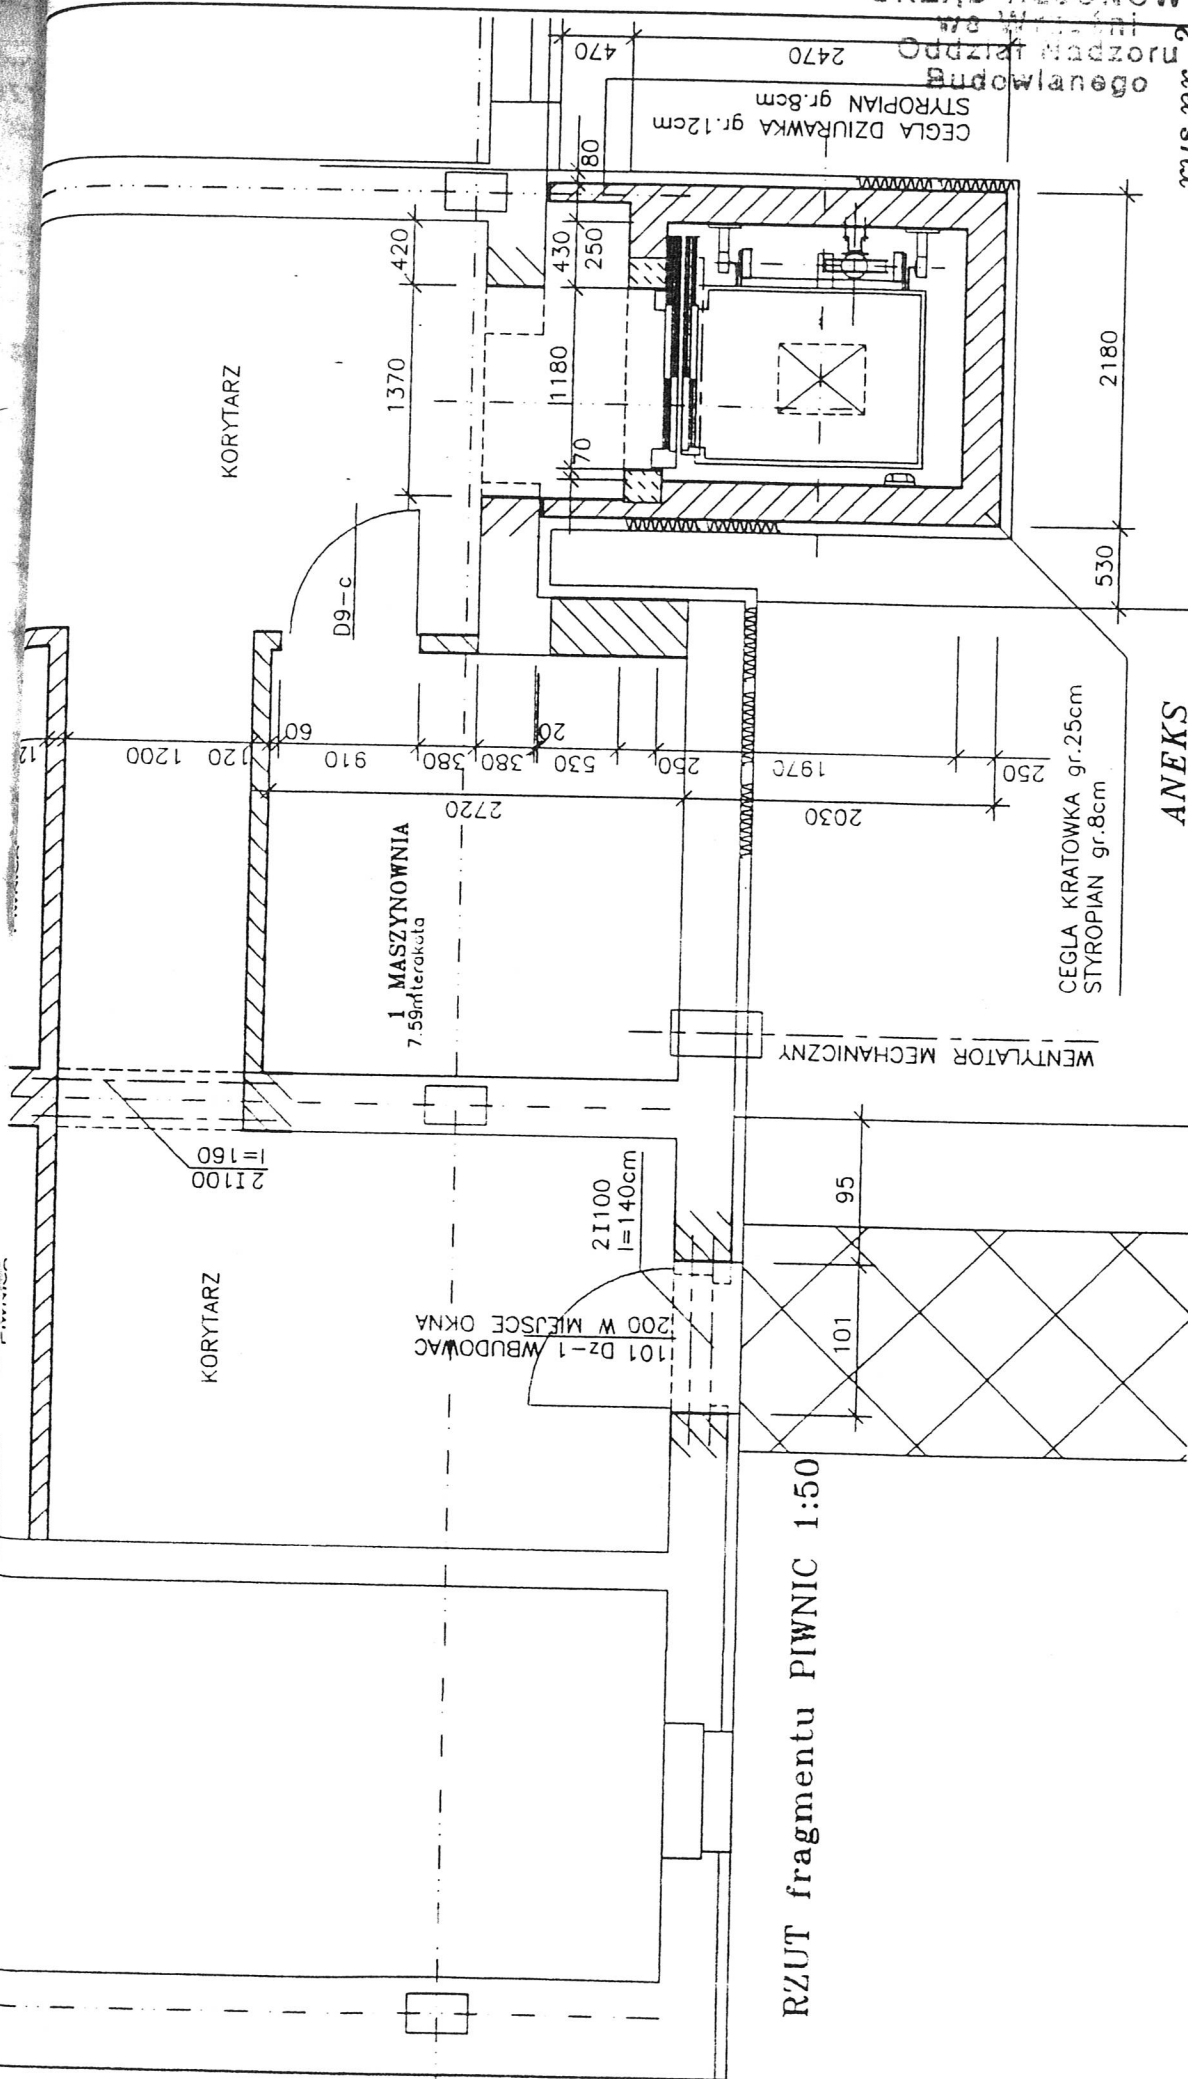 Oddział Nadzoru
Budowlanego
470
2470
CEGLA DZIURAWKA gr.12cm
STYROPIAN gr.8cm
80
420
430
250
KORYTARZ
1370
1180
2180
70
D9-c
530
12
1200
120
60
910
380
380
20
530
250
1970
250
2720
2030
1 MASZYNOWNIA
7.59m terakota
CEGLA KRATOWKA gr.25cm
STYROPIAN gr.8cm
ANEKS
WENTYLATOR MECHANICZNY
2I100
l=160
2I100
l=140cm
95
KORYTARZ
101 Dz-1 WBUDOWAC
200 W MIEJSCE OKNA
101
RZUT fragmentu PIWNIC 1:50